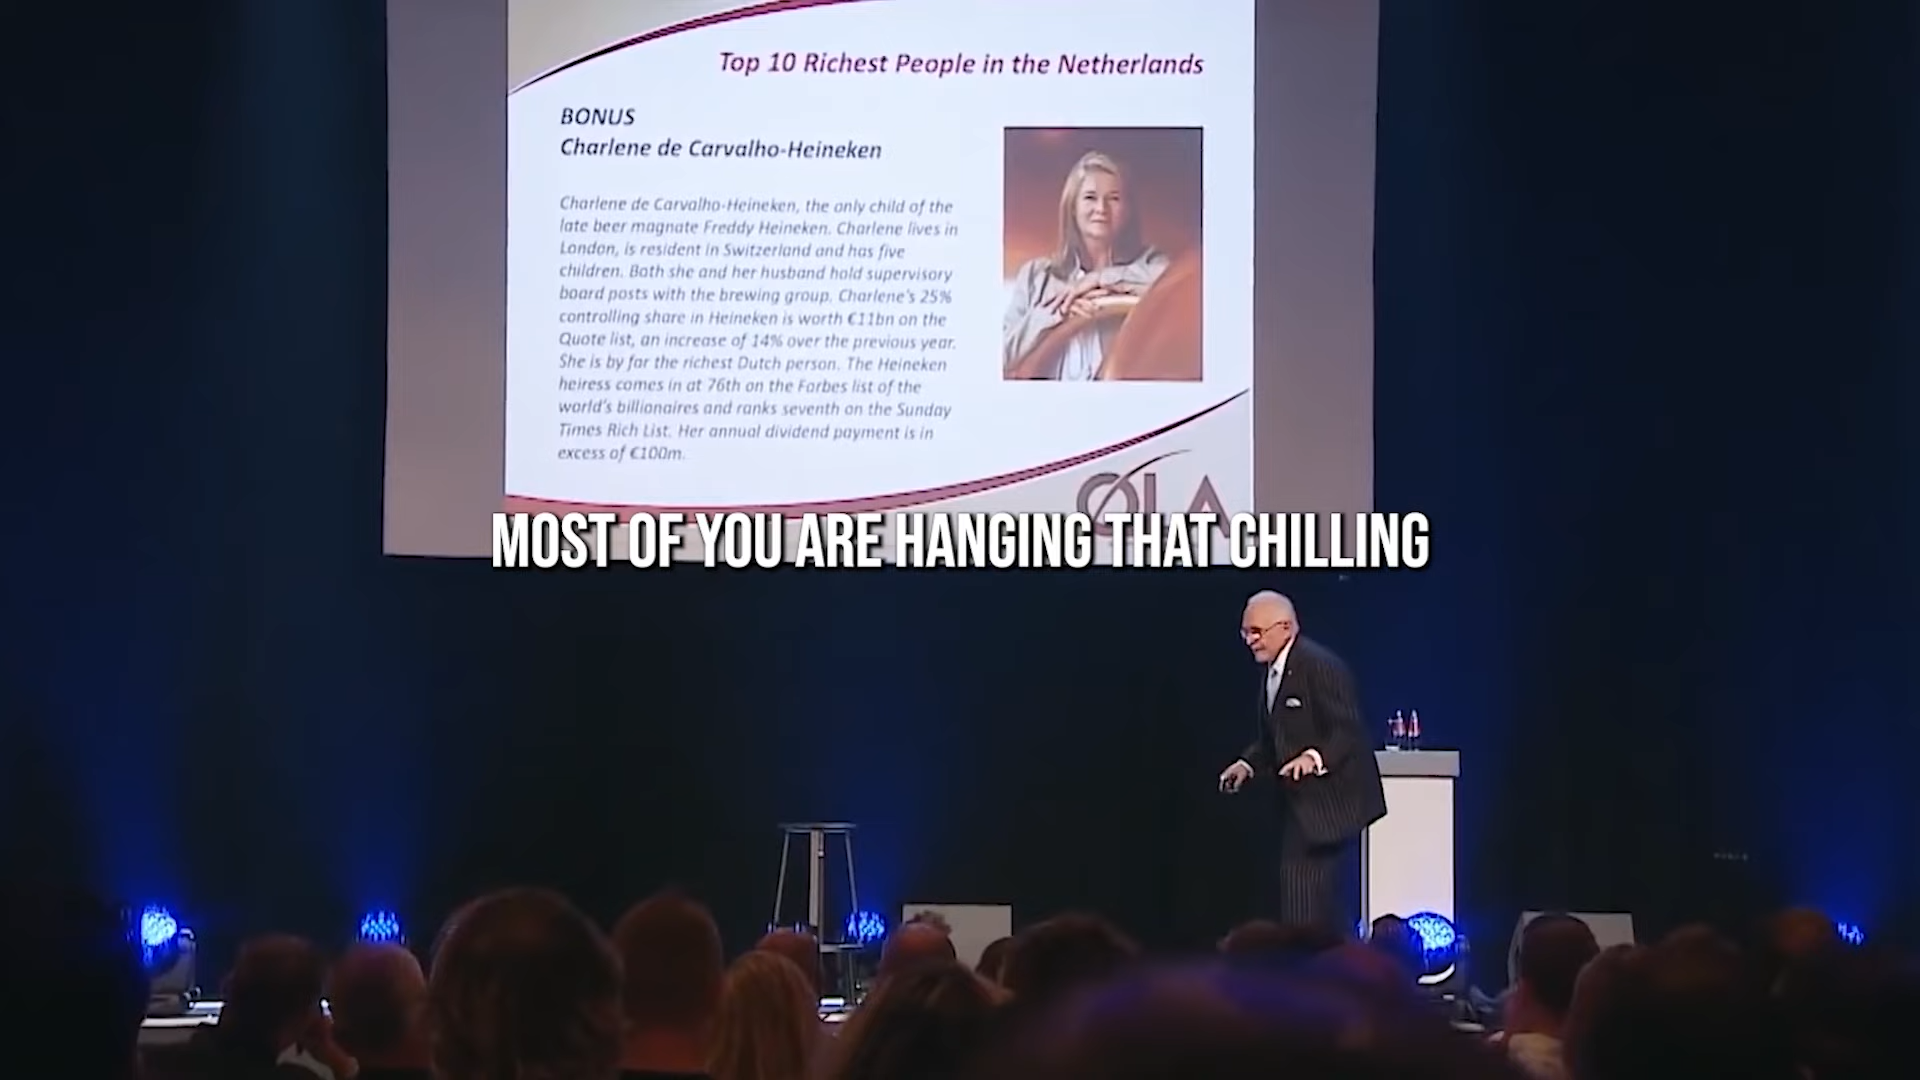 Top 10 Richest People in the Netherlands
BONUS
Charlene de Carvalho-Heineken
Charlene de Carvalho-Heineken, the only child of the
late beer magnate Freddy Heineken. Charlene lives in
London, is resident in Switzerland and has five
children. Both she and her husband hold supervisory
board posts with the brewing group. Charlene's 25%
controlling share in Heineken is worth €11bn on the
Quote list, an increase of 14% over the previous year.
She is by far the richest Dutch person. The Heineken
heiress comes in at 76th on the Forbes list of the
world's billionaires and ranks seventh on the Sunday
Times Rich List. Her annual dividend payment is in
excess of €100m.
QLA
MOST OF YOU ARE HANGING THAT CHILLING